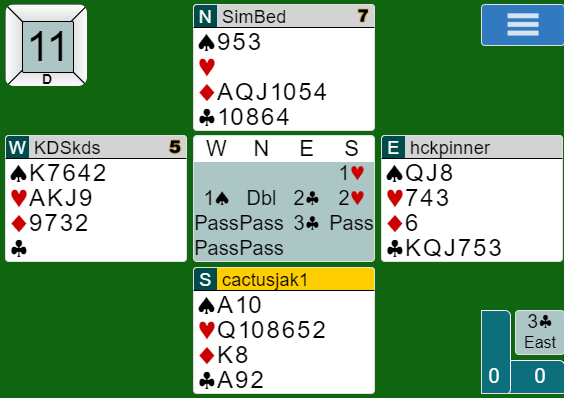 11
D
N SimBed 7
♠953
♥
♦AQJ1054
♣10864
W KDSkds 5
♠K7642
♥AKJ9
♦9732
♣
W N E S
1♥
1♠ Dbl 2♣ 2♥
Pass Pass 3♣ Pass
Pass Pass
E hckpinner
♠QJ8
♥743
♦6
♣KQJ753
S cactusjak1
♠A10
♥Q108652
♦K8
♣A92
3♣
East
0 0